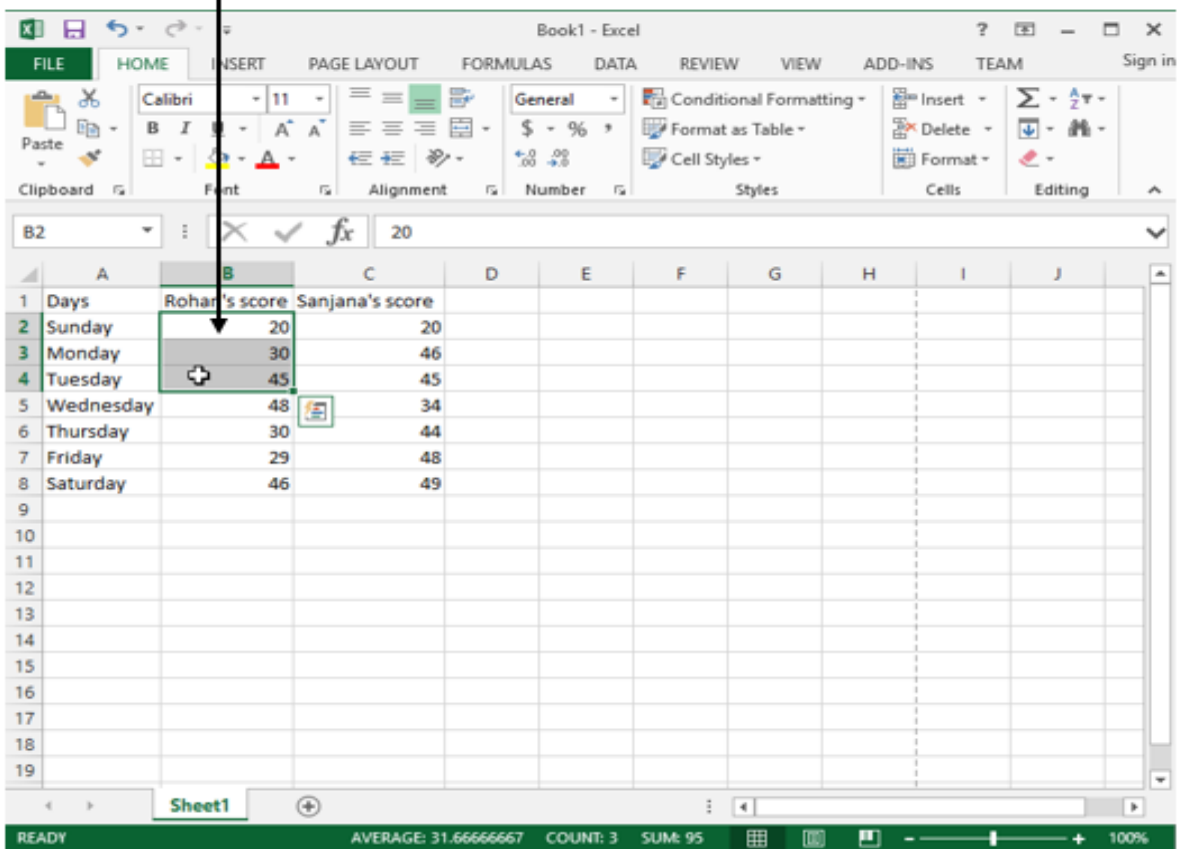 Book1 - Excel ?
FILE HOME INSERT PAGE LAYOUT FORMULAS DATA REVIEW VIEW ADD-INS TEAM Sign in
Paste Calibri 11 General Conditional Formatting Insert
B I U A A $ % , Format as Table Delete
A .0 .00 .00 .0 Cell Styles Format
Clipboard Font Alignment Number Styles Cells Editing
B2 fx 20
A B C D E F G H I J
1 Days Rohan's score Sanjana's score
2 Sunday 20 20
3 Monday 30 46
4 Tuesday 45 45
5 Wednesday 48 34
6 Thursday 30 44
7 Friday 29 48
8 Saturday 46 49
9
10
11
12
13
14
15
16
17
18
19
Sheet1
READY AVERAGE: 31.66666667 COUNT: 3 SUM: 95 100%